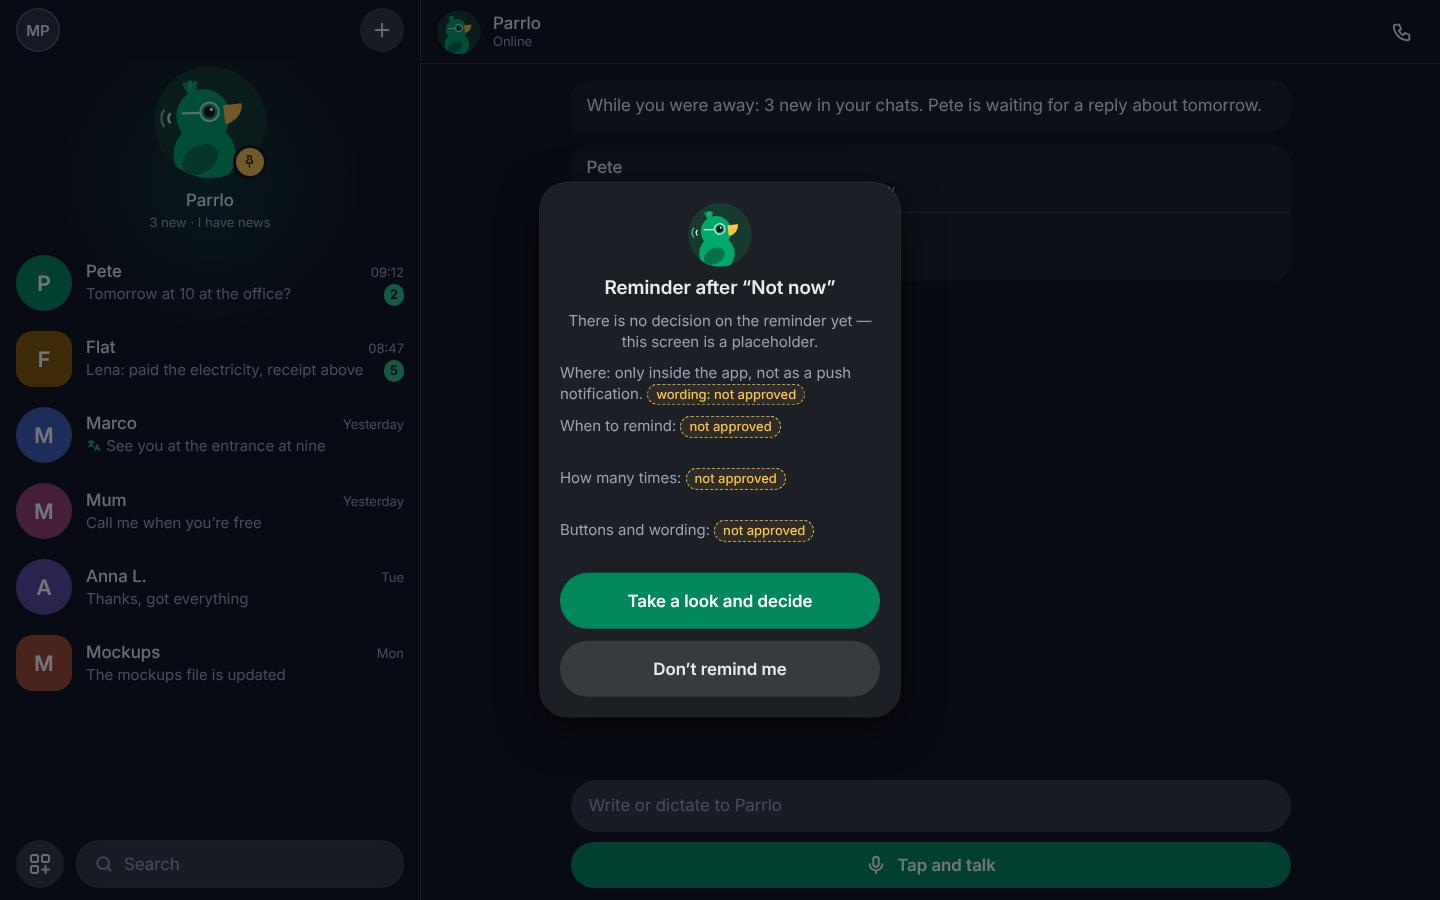 MP
Parrlo
3 new · I have news
P
Pete
09:12
Tomorrow at 10 at the office?
2
F
Flat
08:47
Lena: paid the electricity, receipt above
5
M
Marco
Yesterday
See you at the entrance at nine
M
Mum
Yesterday
Call me when you’re free
A
Anna L.
Tue
Thanks, got everything
M
Mockups
Mon
The mockups file is updated
Search
Parrlo
Online
While you were away: 3 new in your chats. Pete is waiting for a reply about tomorrow.
Pete
Reminder after “Not now”
There is no decision on the reminder yet —
this screen is a placeholder.
Where: only inside the app, not as a push
notification. wording: not approved
When to remind: not approved
How many times: not approved
Buttons and wording: not approved
Take a look and decide
Don’t remind me
Write or dictate to Parrlo
Tap and talk